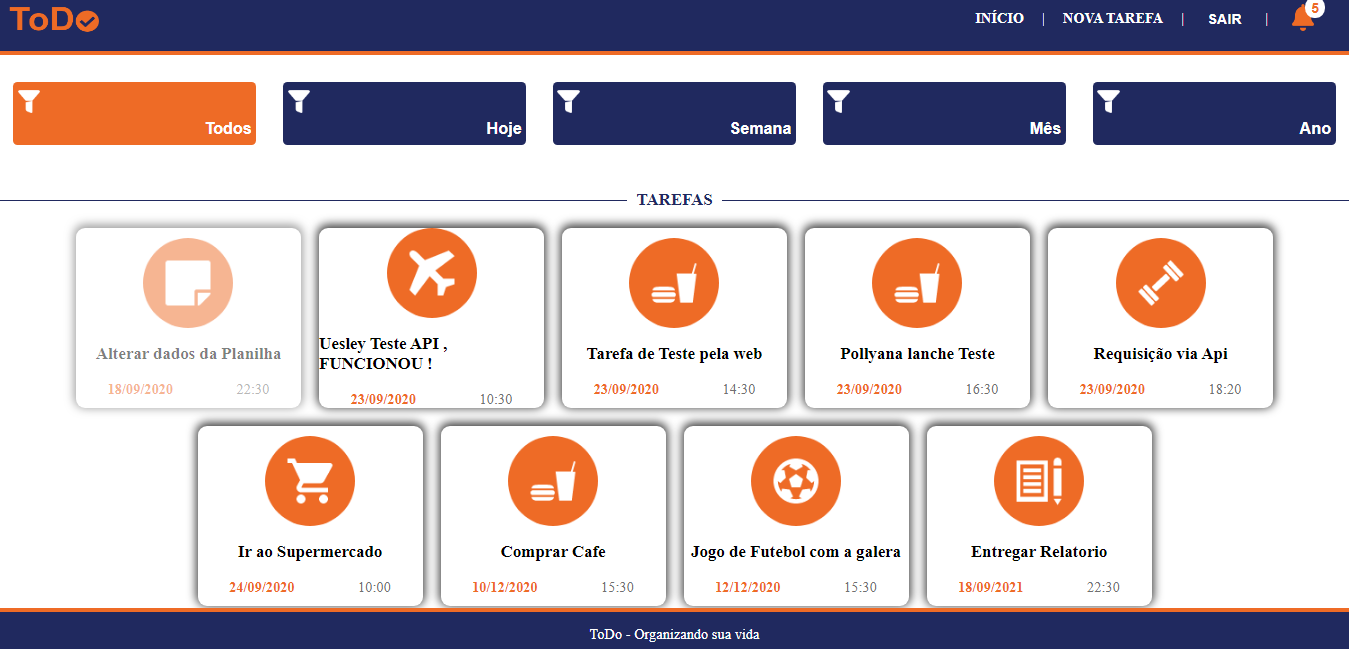 ToDo
INÍCIO | NOVA TAREFA | SAIR | 5
Todos
Hoje
Semana
Mês
Ano
TAREFAS
Alterar dados da Planilha
18/09/2020 22:30
Uesley Teste API ,
FUNCIONOU !
23/09/2020 10:30
Tarefa de Teste pela web
23/09/2020 14:30
Pollyana lanche Teste
23/09/2020 16:30
Requisição via Api
23/09/2020 18:20
Ir ao Supermercado
24/09/2020 10:00
Comprar Cafe
10/12/2020 15:30
Jogo de Futebol com a galera
12/12/2020 15:30
Entregar Relatorio
18/09/2021 22:30
ToDo - Organizando sua vida